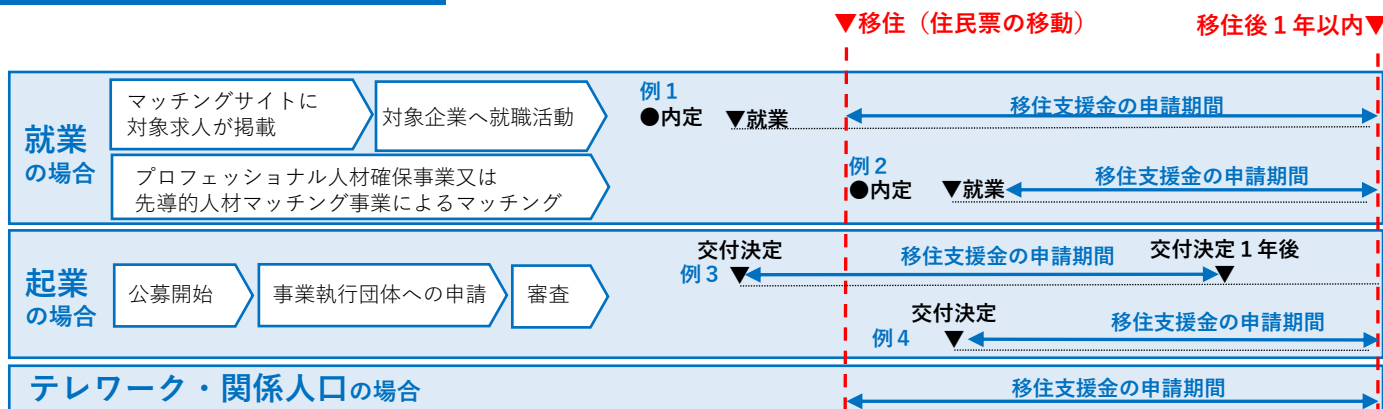 ▼移住（住民票の移動）
移住後１年以内▼
就業
の場合
マッチングサイトに
対象求人が掲載
対象企業へ就職活動
プロフェッショナル人材確保事業又は
先導的人材マッチング事業によるマッチング
例１
●内定 ▼就業
移住支援金の申請期間
例２
●内定 ▼就業
移住支援金の申請期間
起業
の場合
公募開始
事業執行団体への申請
審査
交付決定
例３ ▼
移住支援金の申請期間
交付決定１年後
▼
交付決定
例４ ▼
移住支援金の申請期間
テレワーク・関係人口の場合
移住支援金の申請期間